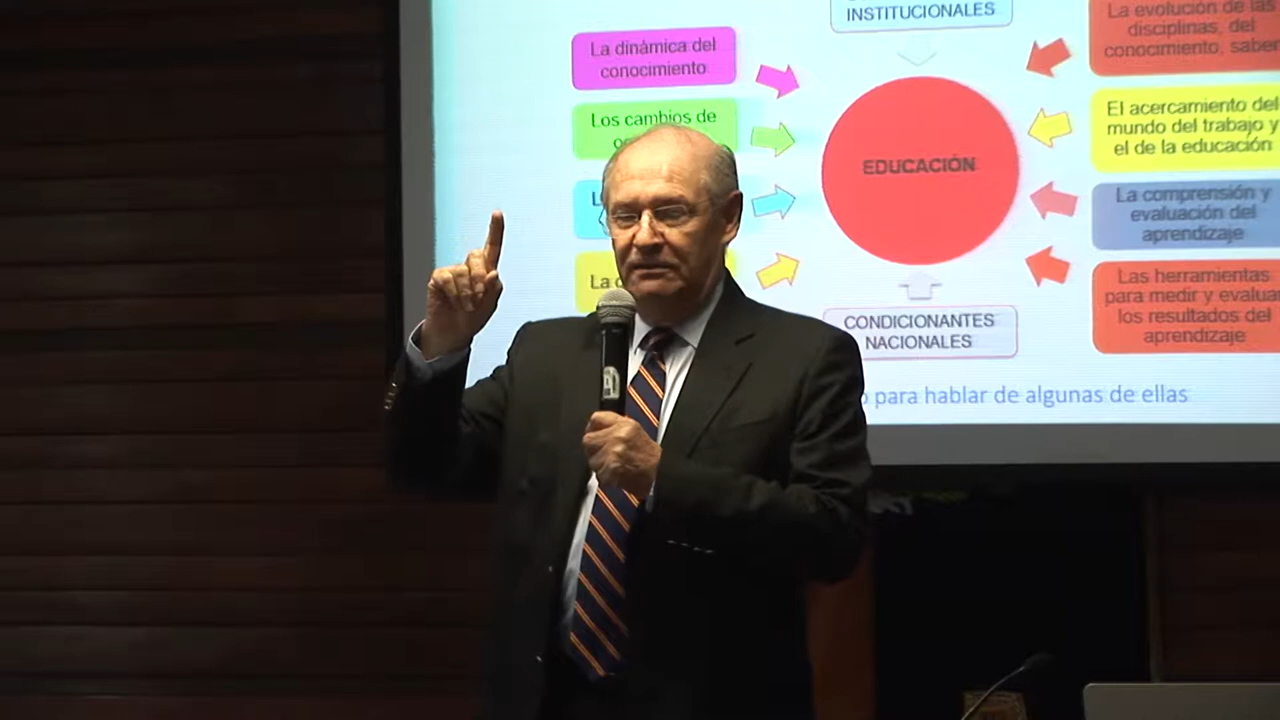 INSTITUCIONALES
La dinámica del
conocimiento
Los cambios de
La
EDUCACIÓN
CONDICIONANTES
NACIONALES
La evolución de las
disciplinas, del
conocimiento,
El acercamiento del
mundo del trabajo y
el de la educación
La comprensión y
evaluación del
aprendizaje
Las herramientas
para medir y evaluar
los resultados del
aprendizaje
para hablar de algunas de ellas